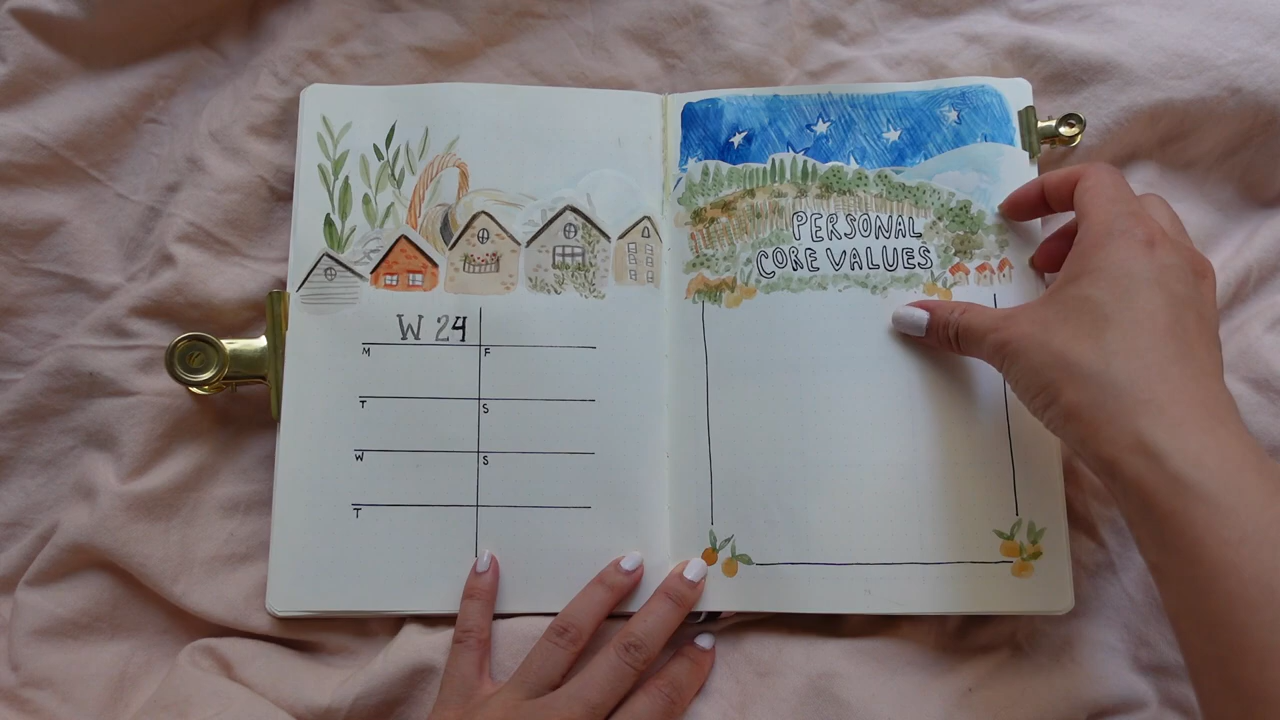 W 24
M F
T S
W S
T
PERSONAL
CORE VALUES